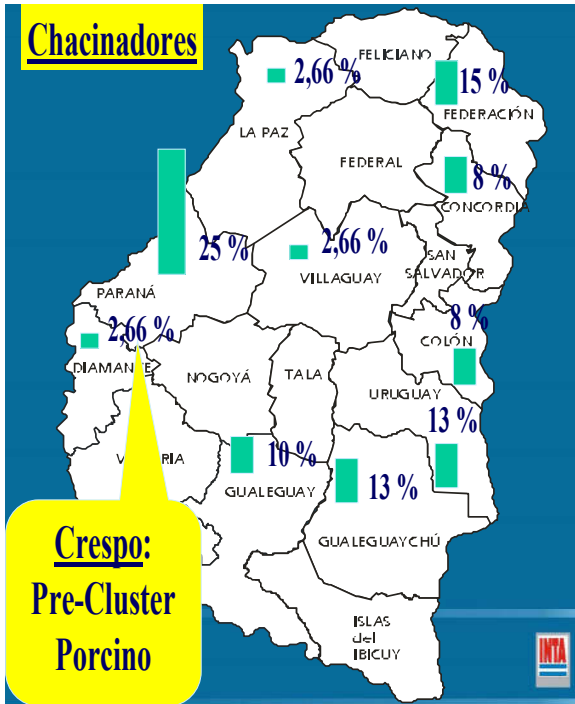 Chacinadores
FELICIANO
2,66 %
15 %
FEDERACIÓN
LA PAZ
FEDERAL
8 %
CONCORDIA
25 %
2,66 %
SAN
SALVADOR
VILLAGUAY
PARANÁ
8 %
COLÓN
2,66 %
DIAMANTE
NOGOYÁ
TALA
URUGUAY
13 %
10 %
GUALEGUAY
13 %
GUALEGUAYCHÚ
Crespo:
Pre-Cluster
Porcino
ISLAS
del
IBICUY
INTA